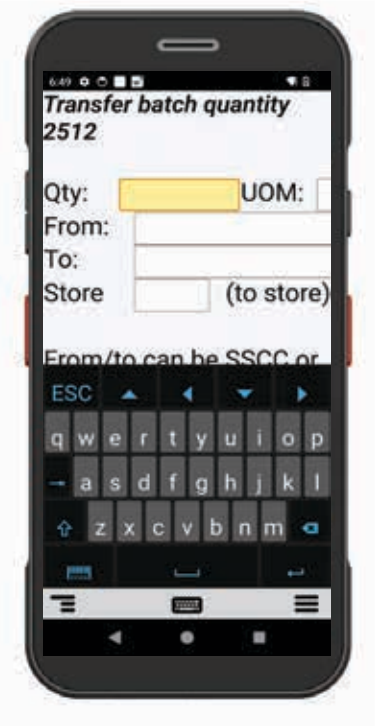 6:49
Transfer batch quantity
2512
Qty: UOM:
From:
To:
Store (to store)
From/to can be SSCC or
ESC
q w e r t y u i o p
a s d f g h j k l
z x c v b n m